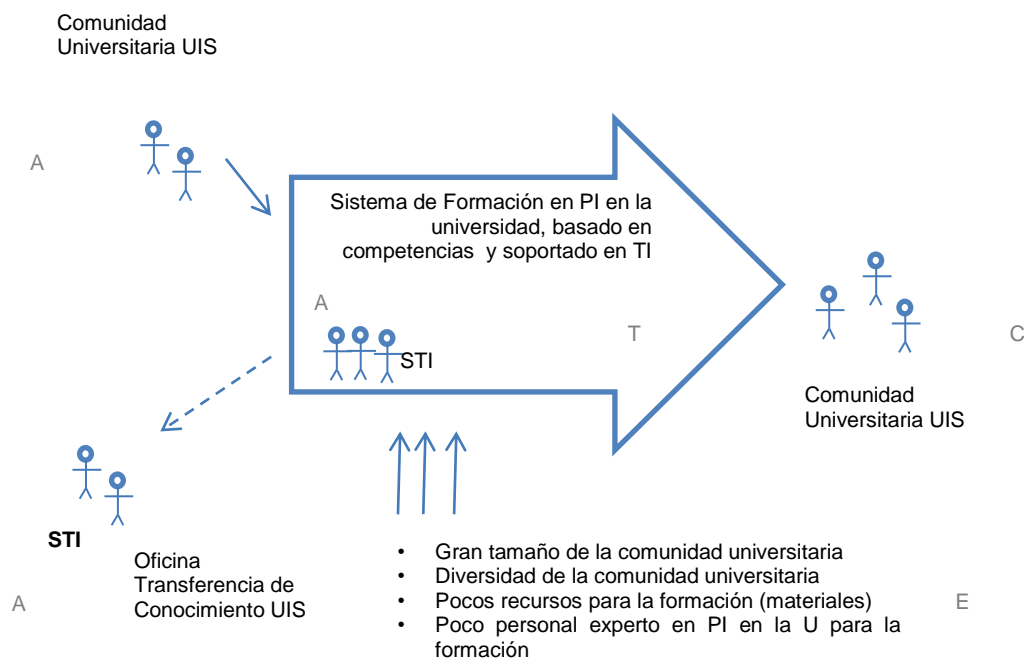 Comunidad
Universitaria UIS
A
Sistema de Formación en PI en la
universidad, basado en
competencias y soportado en TI
A
STI
T
C
Comunidad
Universitaria UIS
STI
Oficina
Transferencia de
Conocimiento UIS
A
• Gran tamaño de la comunidad universitaria
• Diversidad de la comunidad universitaria
• Pocos recursos para la formación (materiales)
• Poco personal experto en PI en la U para la
formación
E